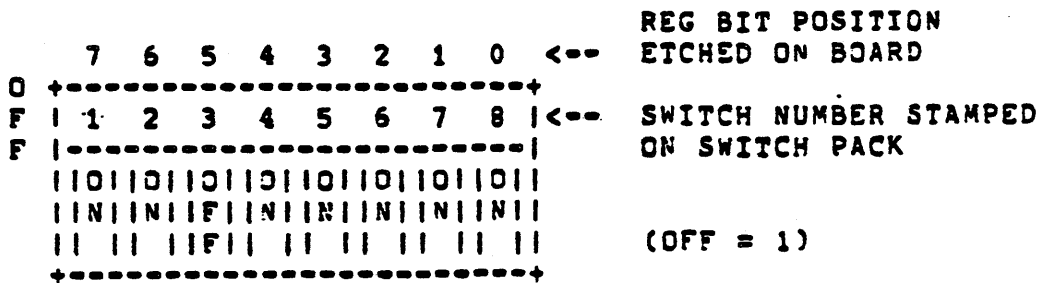 REG BIT POSITION
7 6 5 4 3 2 1 0 <-- ETCHED ON BOARD
O +-----------------------------+
F | 1 2 3 4 5 6 7 8 |<-- SWITCH NUMBER STAMPED
F |-----------------------------| ON SWITCH PACK
||O||O||O||O||O||O||O||O||
||N||N||F||N||N||N||N||N||
|| || ||F|| || || || || || (OFF = 1)
+-----------------------------+